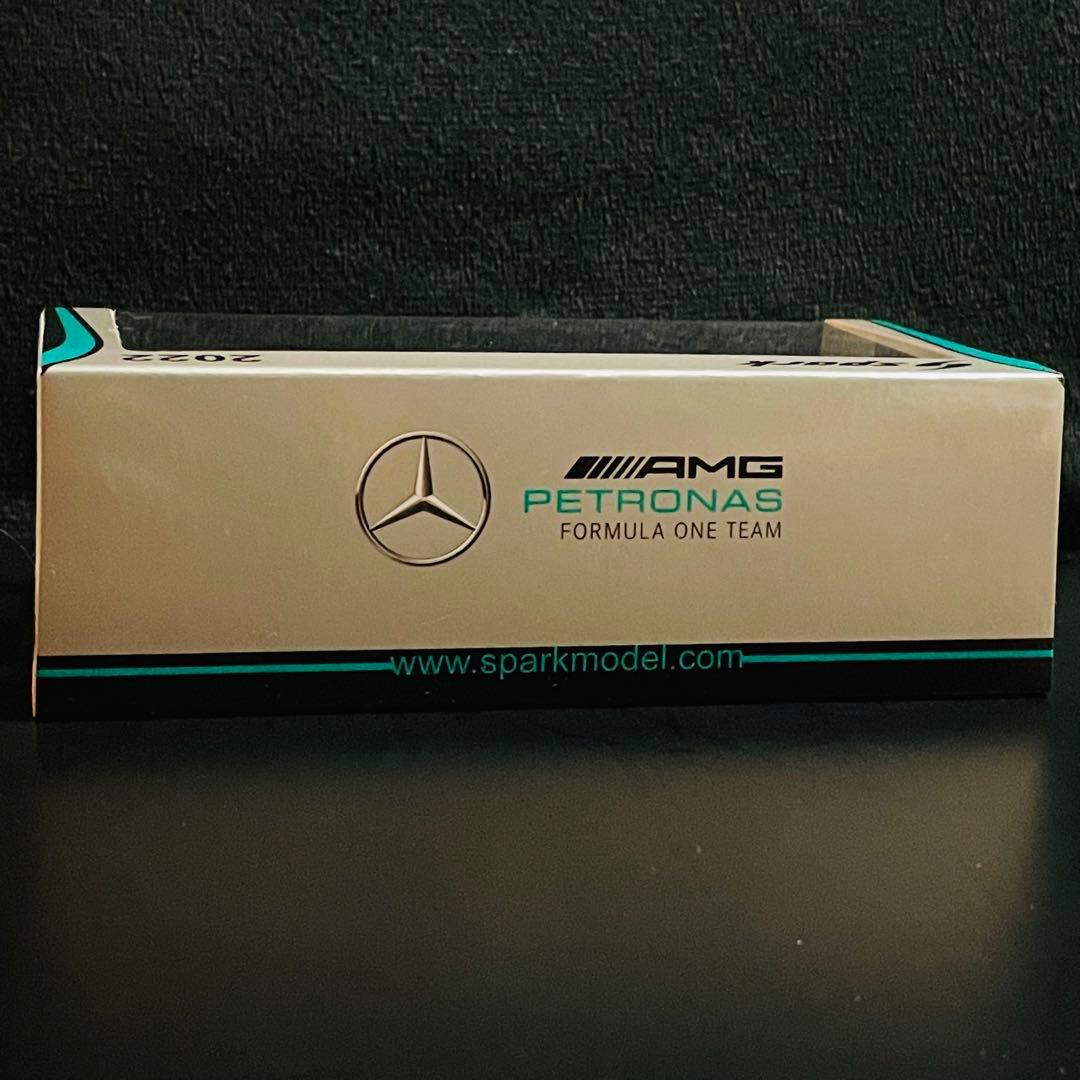 2022
spark
AMG
PETRONAS
FORMULA ONE TEAM
www.sparkmodel.com